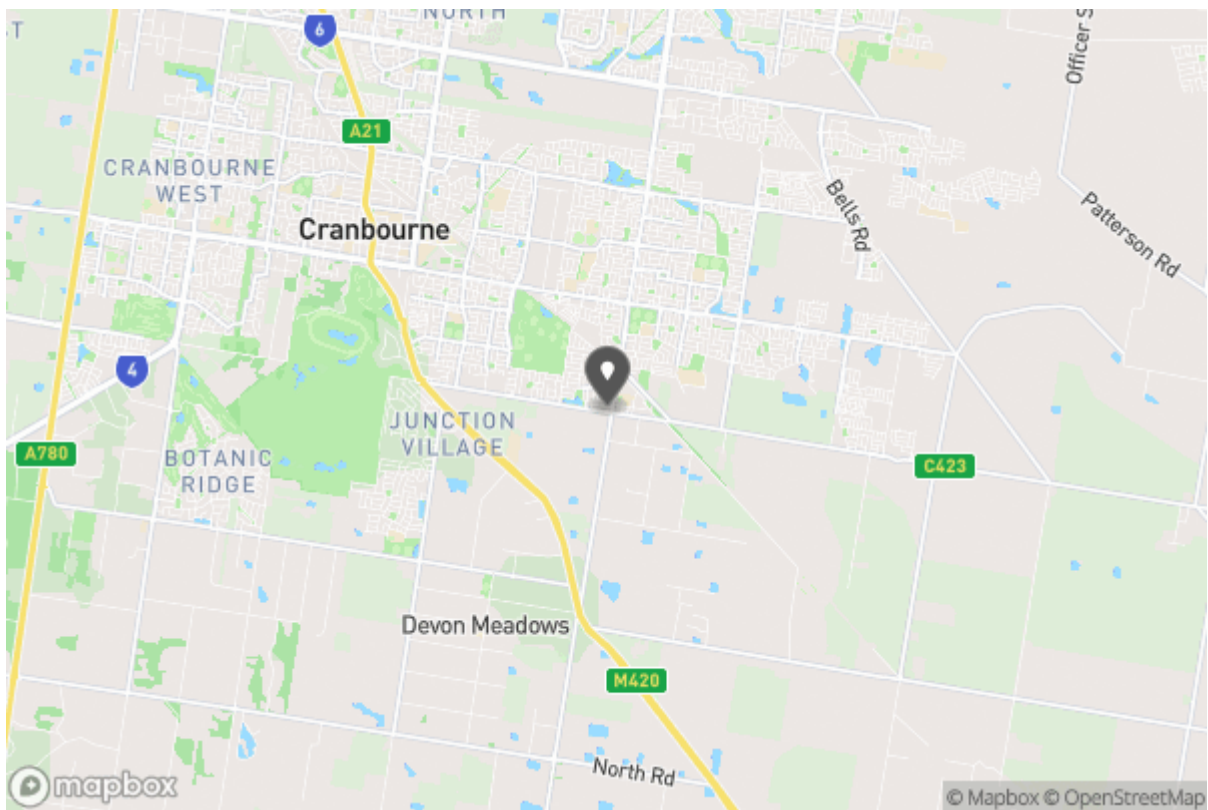 NORTH
T
6
Officer S
A21
CRANBOURNE
WEST
Bells Rd
Patterson Rd
Cranbourne
4
JUNCTION
VILLAGE
A780
BOTANIC
RIDGE
C423
Devon Meadows
M420
North Rd
mapbox
© Mapbox © OpenStreetMap